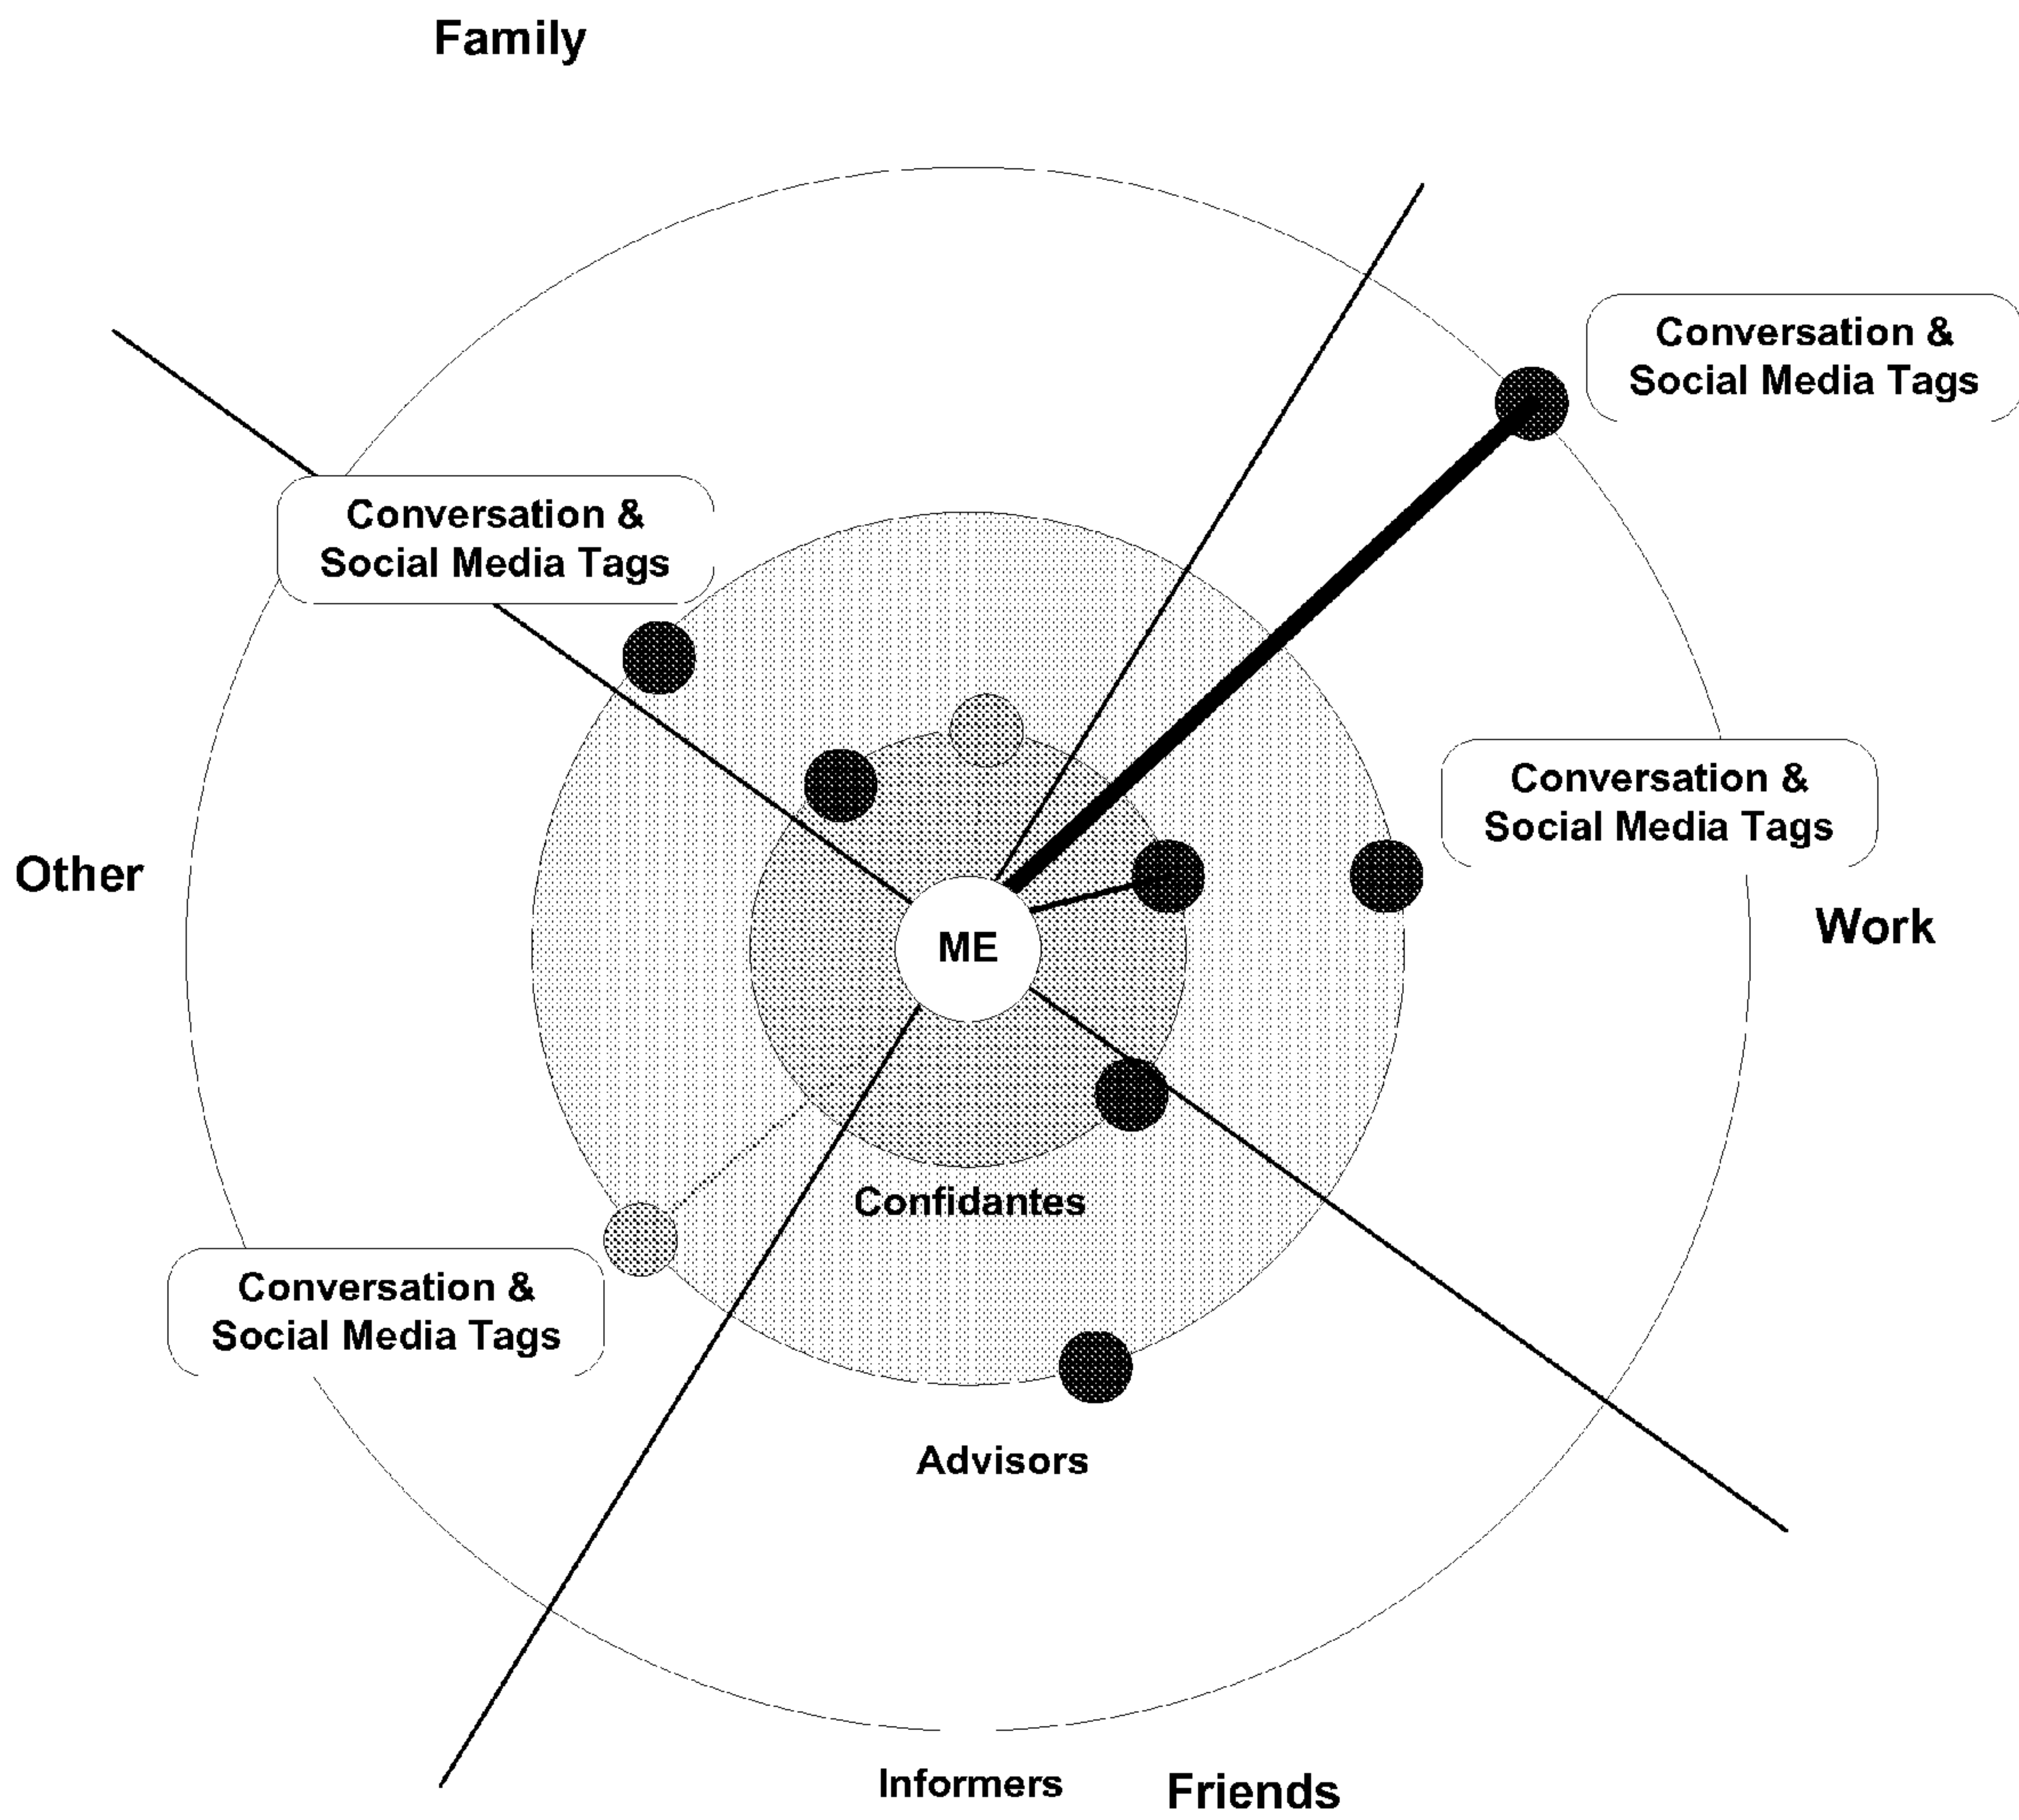 Family
Conversation &
Social Media Tags
Conversation &
Social Media Tags
Conversation &
Social Media Tags
Other
Work
ME
Confidantes
Conversation &
Social Media Tags
Advisors
Informers
Friends